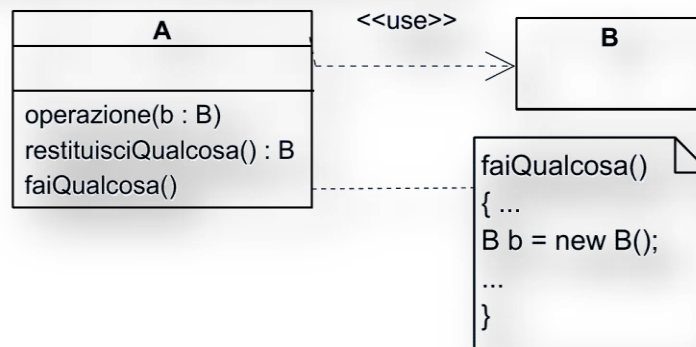 A
<<use>>
B
operazione(b : B)
restituisciQualcosa() : B
faiQualcosa()
faiQualcosa()
{ ...
B b = new B();
...
}